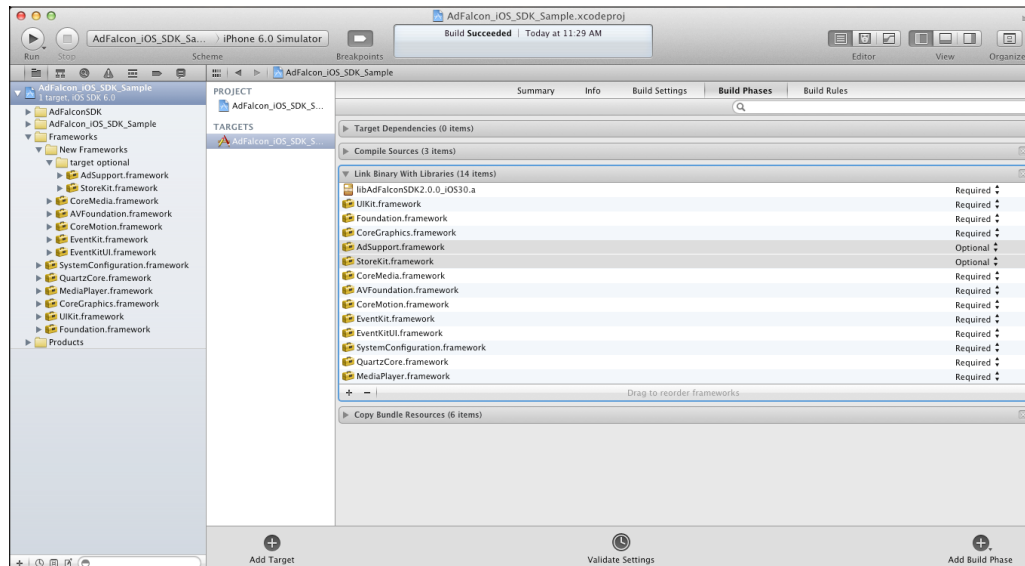 AdFalcon_iOS_SDK_Sample.xcodeproj
AdFalcon_iOS_SDK_Sa... iPhone 6.0 Simulator
Build Succeeded | Today at 11:29 AM
Run Stop Scheme Breakpoints Editor View Organize
AdFalcon_iOS_SDK_Sample
AdFalcon_iOS_SDK_Sample
1 target, iOS SDK 6.0
AdFalconSDK
AdFalcon_iOS_SDK_Sample
Frameworks
New Frameworks
target optional
AdSupport.framework
StoreKit.framework
CoreMedia.framework
AVFoundation.framework
CoreMotion.framework
EventKit.framework
EventKitUI.framework
SystemConfiguration.framework
QuartzCore.framework
MediaPlayer.framework
CoreGraphics.framework
UIKit.framework
Foundation.framework
Products
PROJECT
AdFalcon_iOS_SDK_S...
TARGETS
AdFalcon_iOS_SDK_S...
Summary Info Build Settings Build Phases Build Rules
Target Dependencies (0 items)
Compile Sources (3 items)
Link Binary With Libraries (14 items)
libAdFalconSDK2.0.0_iOS30.a Required
UIKit.framework Required
Foundation.framework Required
CoreGraphics.framework Required
AdSupport.framework Optional
StoreKit.framework Optional
CoreMedia.framework Required
AVFoundation.framework Required
CoreMotion.framework Required
EventKit.framework Required
EventKitUI.framework Required
SystemConfiguration.framework Required
QuartzCore.framework Required
MediaPlayer.framework Required
+ − Drag to reorder frameworks
Copy Bundle Resources (6 items)
Add Target Validate Settings Add Build Phase